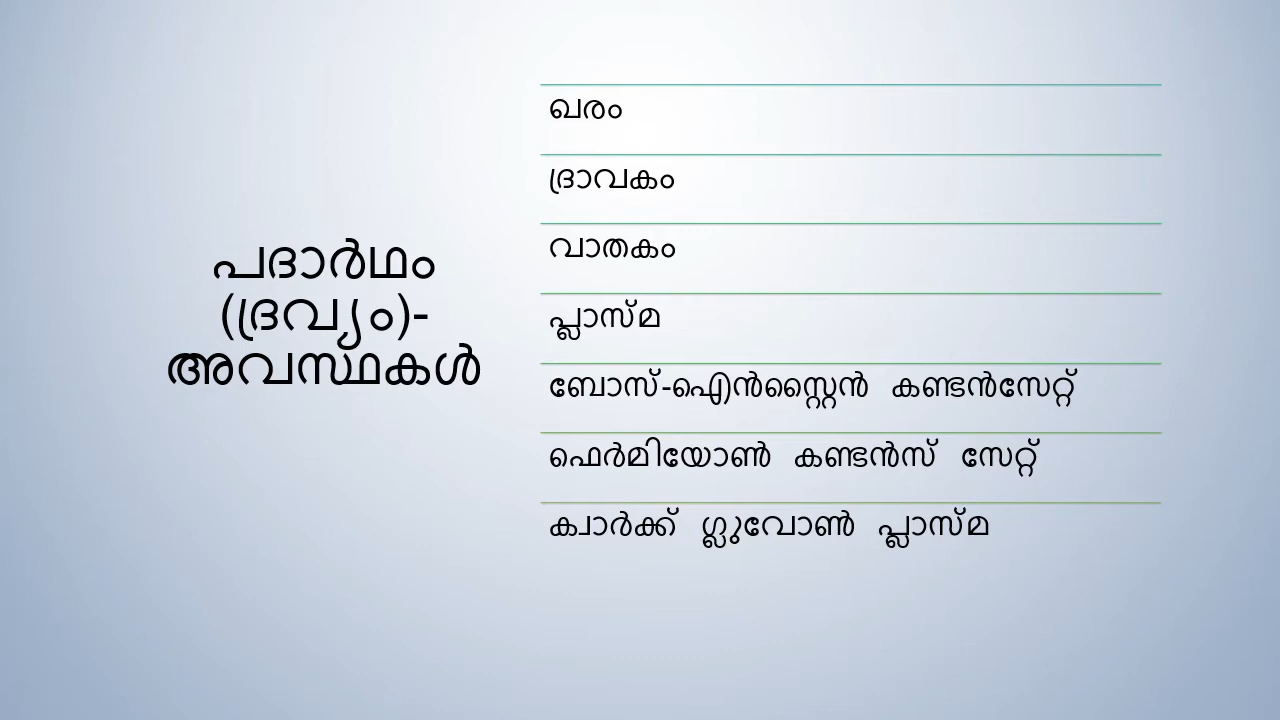 പദാർഥം
(ദ്രവ്യം)-
അവസ്ഥകൾ
ഖരം
ദ്രാവകം
വാതകം
പ്ലാസ്മ
ബോസ്-ഐൻസ്റ്റൈൻ കണ്ടൻസേറ്റ്
ഫെർമിയോൺ കണ്ടൻസ് സേറ്റ്
ക്വാർക്ക് ഗ്ലുവോൺ പ്ലാസ്മ